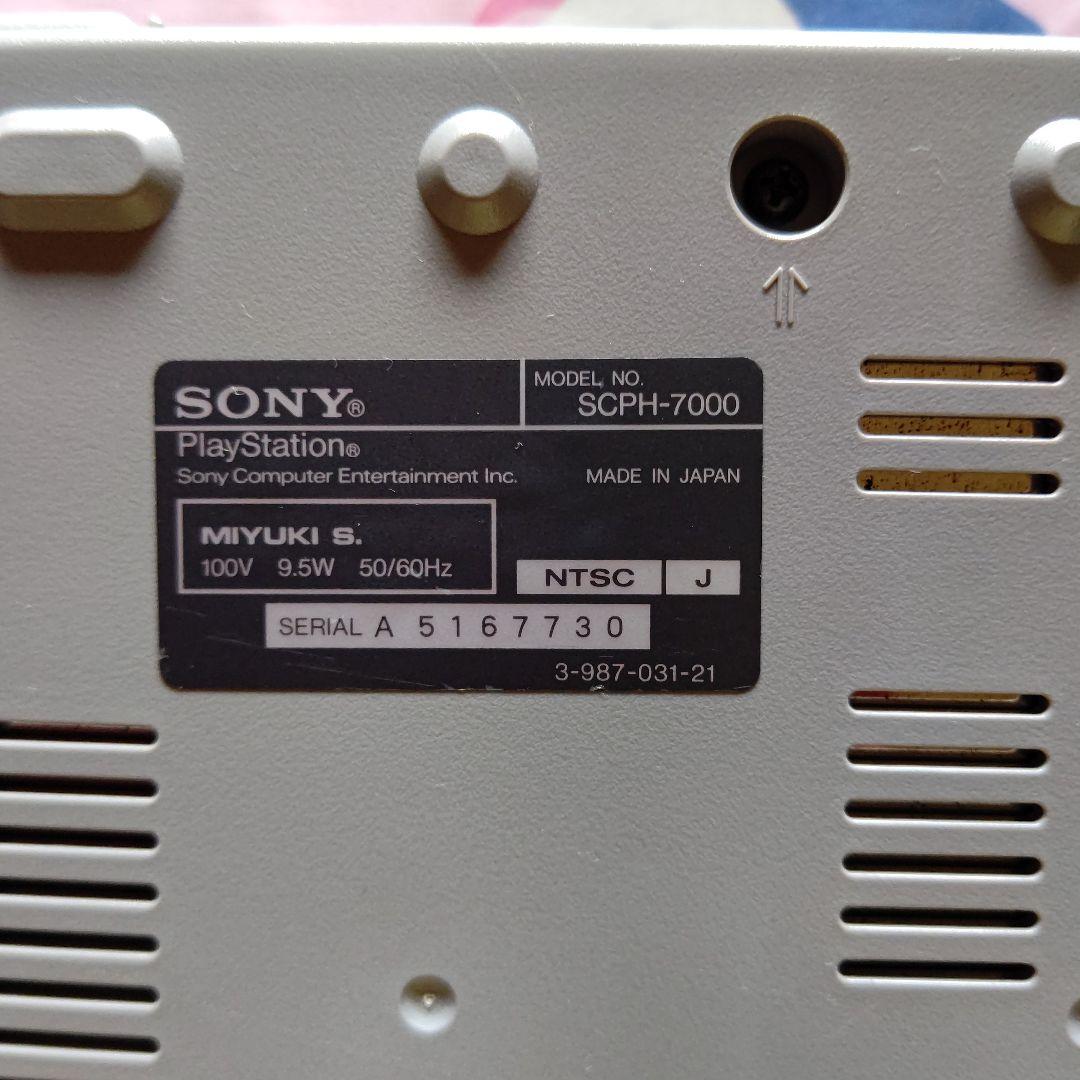 SONY®
MODEL NO.
SCPH-7000
PlayStation®
Sony Computer Entertainment Inc.
MADE IN JAPAN
MIYUKI S.
100V 9.5W 50/60Hz
NTSC J
SERIAL A 5167730
3-987-031-21